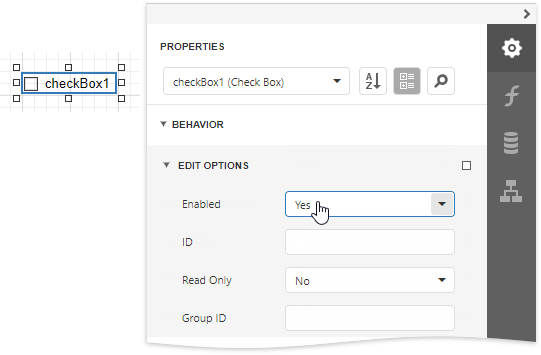 checkBox1
PROPERTIES
checkBox1 (Check Box)
A
Z
BEHAVIOR
EDIT OPTIONS
Enabled
Yes
ID
Read Only
No
Group ID